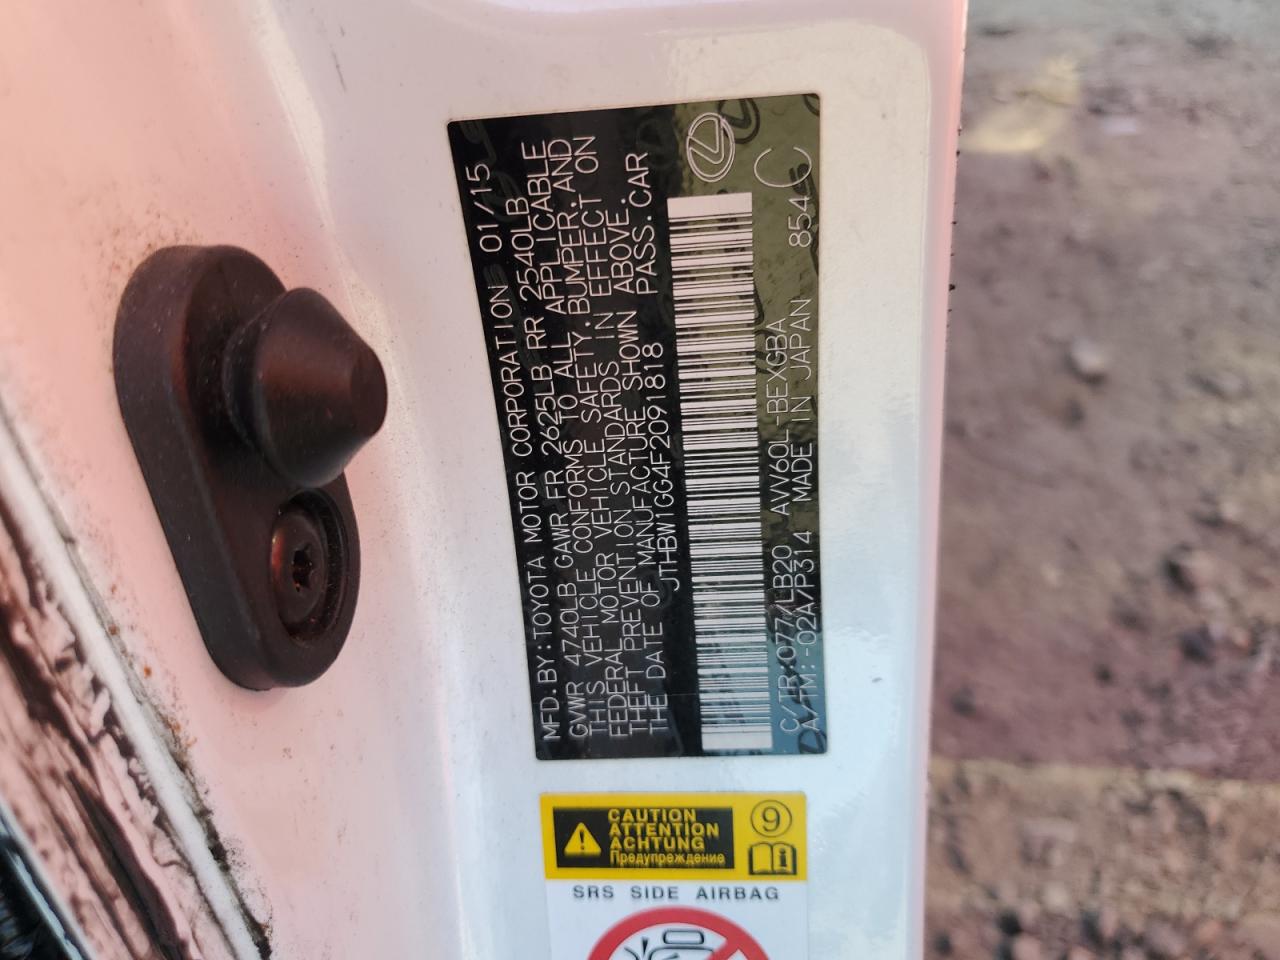 MFD.BY:TOYOTA MOTOR CORPORATION 01/15
GVWR 4740LB GAWR FR 2625LB RR 2540LB
THIS VEHICLE CONFORMS TO ALL APPLICABLE
FEDERAL MOTOR VEHICLE SAFETY, BUMPER, AND
THEFT PREVENTION STANDARDS IN EFFECT ON
THE DATE OF MANUFACTURE SHOWN ABOVE.
JTHBW1GG4F2091818 PASS.CAR
C/TR:077/LB20 AVV60L-BEXGBA
A/TM:-02A/P314 MADE IN JAPAN 854 C
CAUTION
ATTENTION
ACHTUNG
Предупреждение
9
i
SRS SIDE AIRBAG